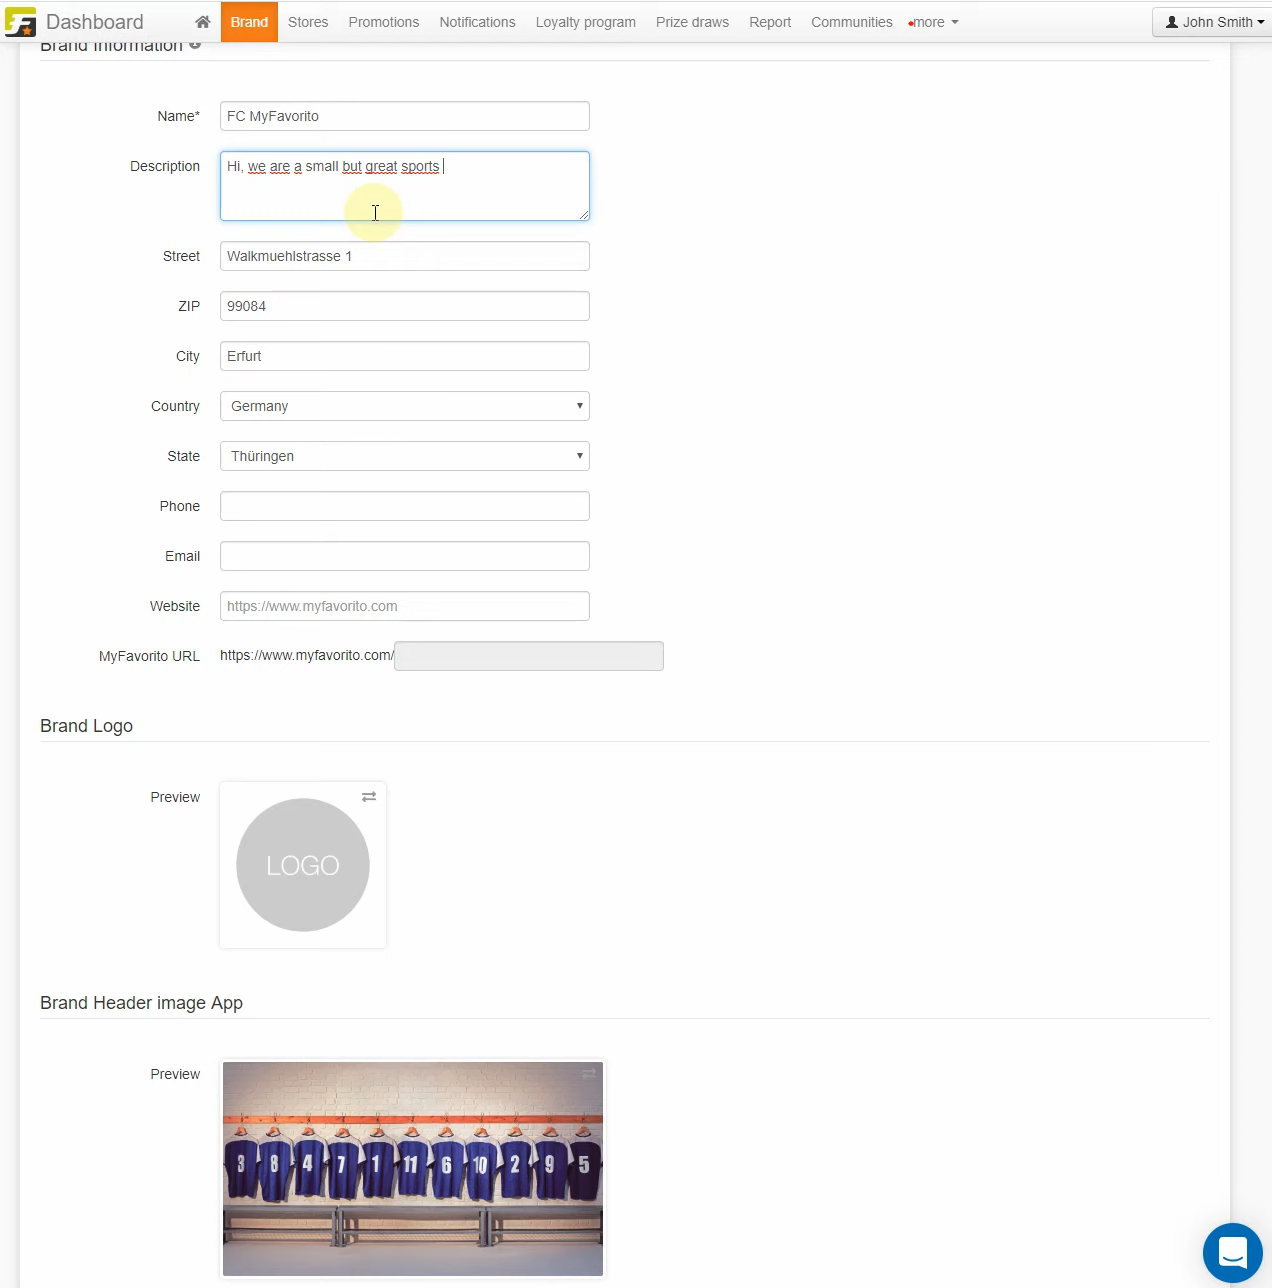 Dashboard Brand Stores Promotions Notifications Loyalty program Prize draws Report Communities more John Smith
Brand Information
Name* FC MyFavorito
Description Hi, we are a small but great sports
Street Walkmuehlstrasse 1
ZIP 99084
City Erfurt
Country Germany
State Thüringen
Phone
Email
Website https://www.myfavorito.com
MyFavorito URL https://www.myfavorito.com/
Brand Logo
Preview
LOGO
Brand Header image App
Preview
3 8 4 7 1 11 6 10 2 9 5